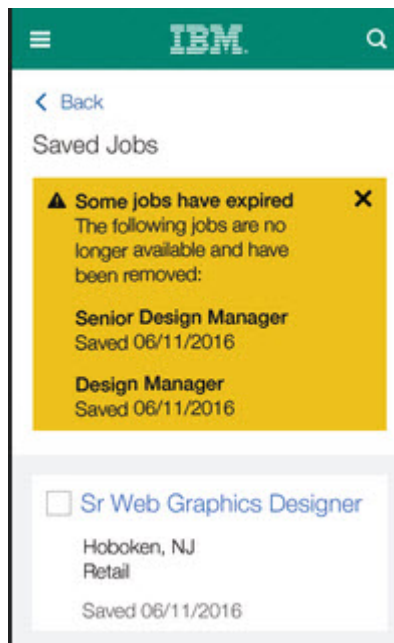 IBM.
Back
Saved Jobs
Some jobs have expired
The following jobs are no
longer available and have
been removed:
Senior Design Manager
Saved 06/11/2016
Design Manager
Saved 06/11/2016
Sr Web Graphics Designer
Hoboken, NJ
Retail
Saved 06/11/2016